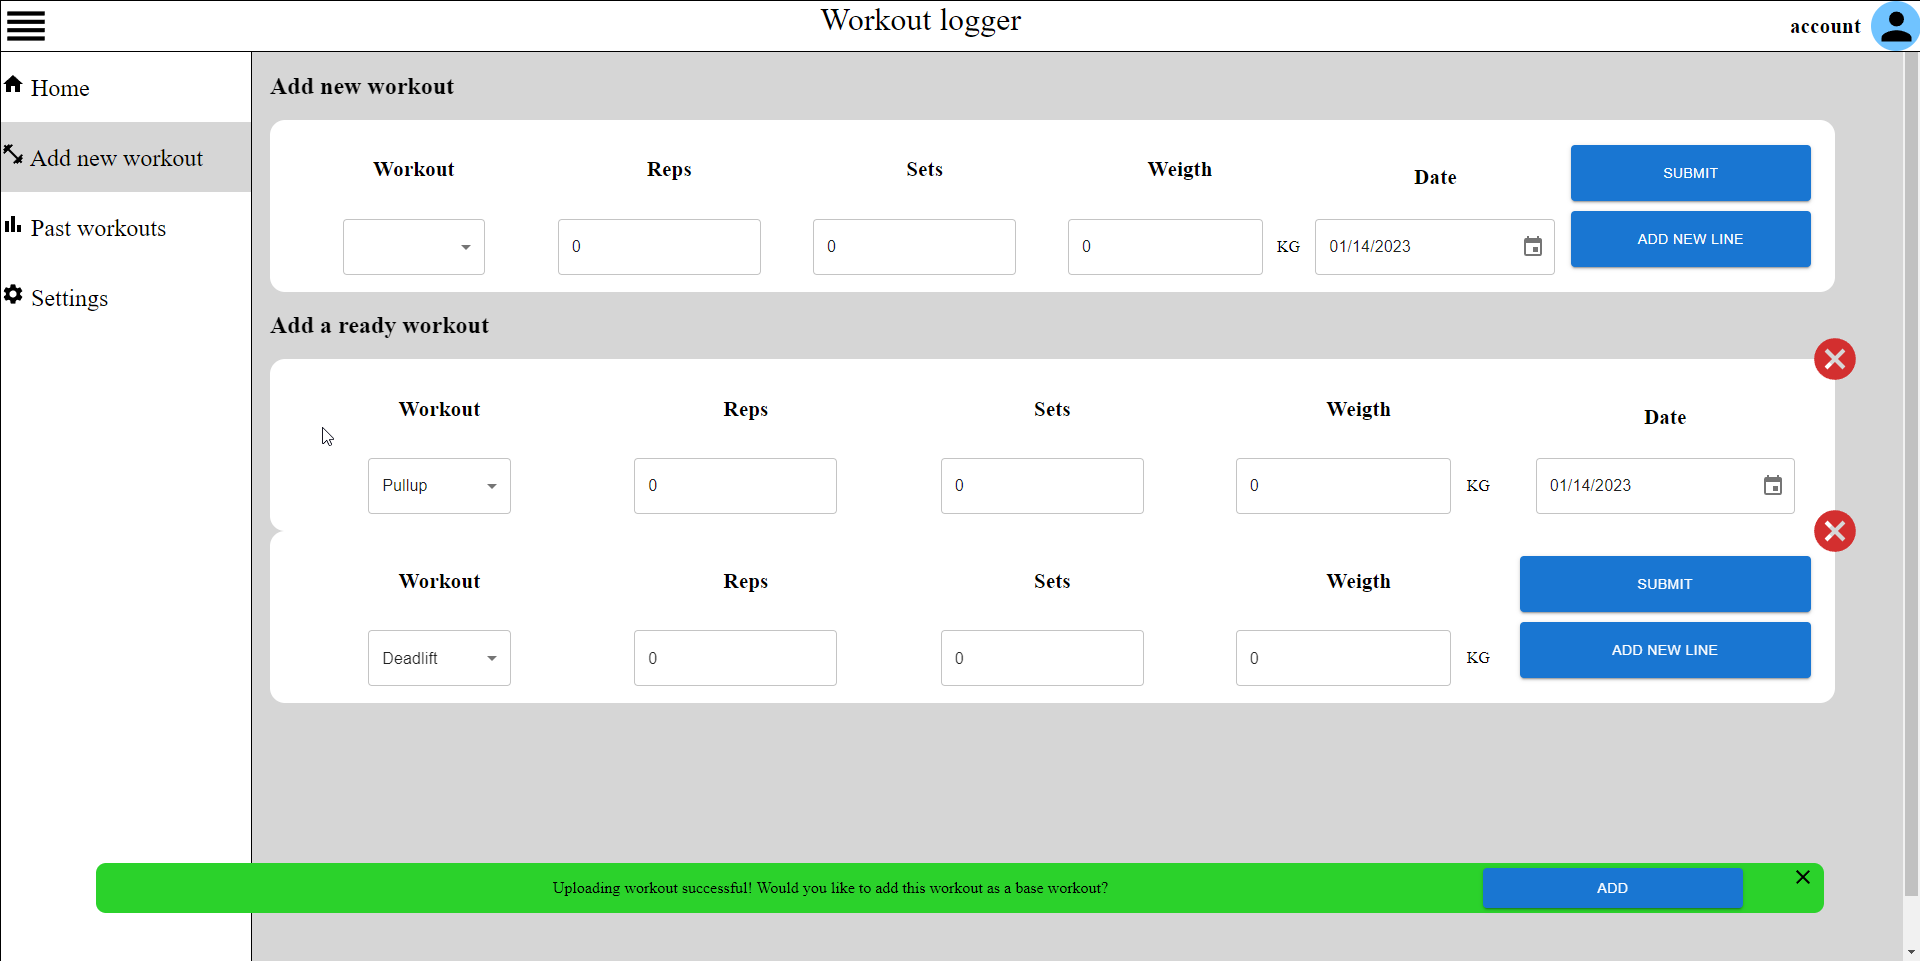 Workout logger
account
Home
Add new workout
Past workouts
Settings
Add new workout
Workout Reps Sets Weigth Date SUBMIT
0 0 0 KG 01/14/2023 ADD NEW LINE
Add a ready workout
Workout Reps Sets Weigth Date
Pullup 0 0 0 KG 01/14/2023
Workout Reps Sets Weigth SUBMIT
Deadlift 0 0 0 KG ADD NEW LINE
Uploading workout successful! Would you like to add this workout as a base workout? ADD